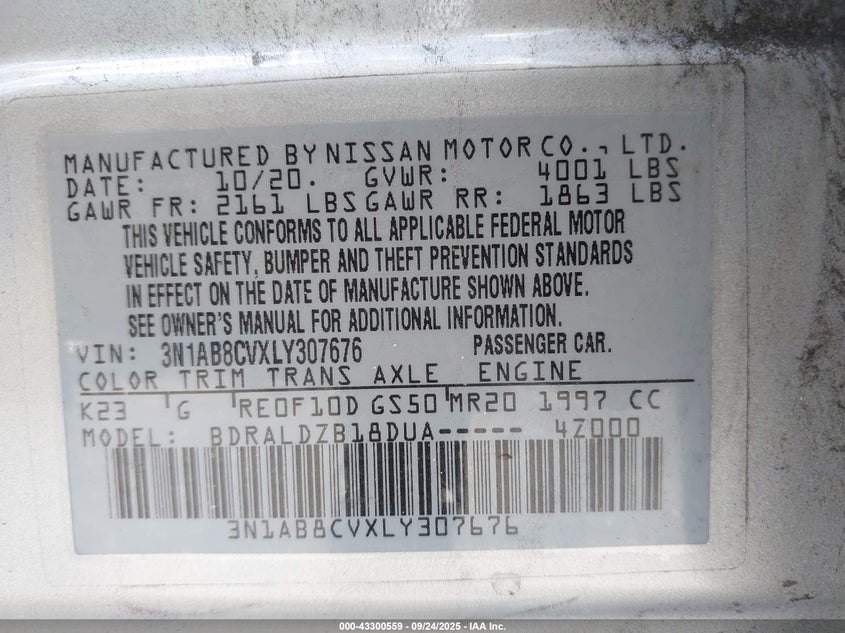 MANUFACTURED BY NISSAN MOTOR CO., LTD.
DATE: 10/20. GVWR: 4001 LBS
GAWR FR: 2161 LBS GAWR RR: 1863 LBS
THIS VEHICLE CONFORMS TO ALL APPLICABLE FEDERAL MOTOR
VEHICLE SAFETY, BUMPER AND THEFT PREVENTION STANDARDS
IN EFFECT ON THE DATE OF MANUFACTURE SHOWN ABOVE.
SEE OWNER'S MANUAL FOR ADDITIONAL INFORMATION.
VIN: 3N1AB8CVXLY307676 PASSENGER CAR.
COLOR TRIM TRANS AXLE ENGINE
K23 G RE0F10D GS50 MR20 1997 CC
MODEL: BDRALDZB18DUA----- 4Z000
3N1AB8CVXLY307676
000-43300559 - 09/24/2025 - IAA Inc.